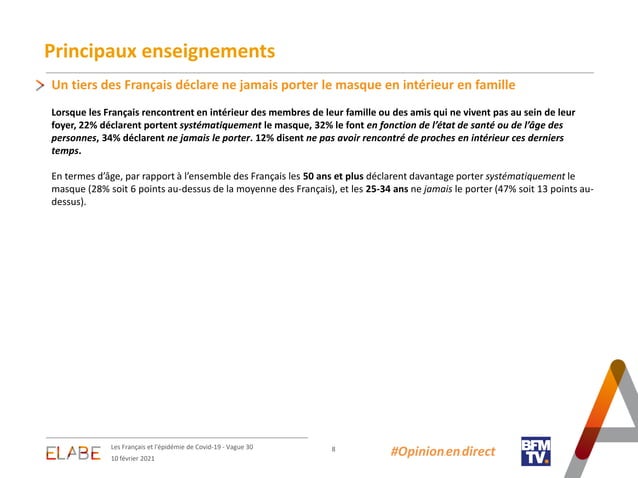 Principaux enseignements
Un tiers des Français déclare ne jamais porter le masque en intérieur en famille
Lorsque les Français rencontrent en intérieur des membres de leur famille ou des amis qui ne vivent pas au sein de leur
foyer, 22% déclarent portent systématiquement le masque, 32% le font en fonction de l’état de santé ou de l’âge des
personnes, 34% déclarent ne jamais le porter. 12% disent ne pas avoir rencontré de proches en intérieur ces derniers
temps.
En termes d’âge, par rapport à l’ensemble des Français les 50 ans et plus déclarent davantage porter systématiquement le
masque (28% soit 6 points au-dessus de la moyenne des Français), et les 25-34 ans ne jamais le porter (47% soit 13 points au-
dessus).
ELABE
Les Français et l'épidémie de Covid-19 - Vague 30
10 février 2021
8
#Opinion en direct
BFM
TV.